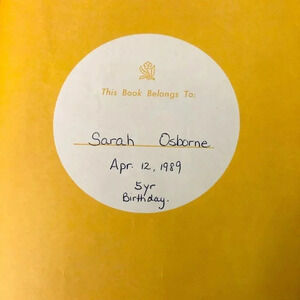 This Book Belongs To:
Sarah Osborne
Apr. 12, 1989
5yr
Birthday.